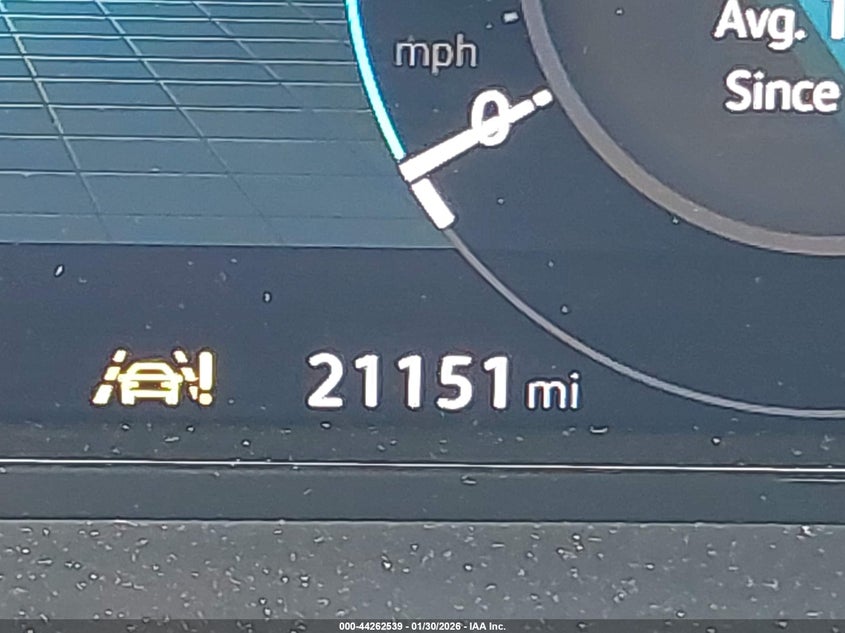 mph
0
Avg.
Since
21151 mi
000-44262539 - 01/30/2026 - IAA Inc.